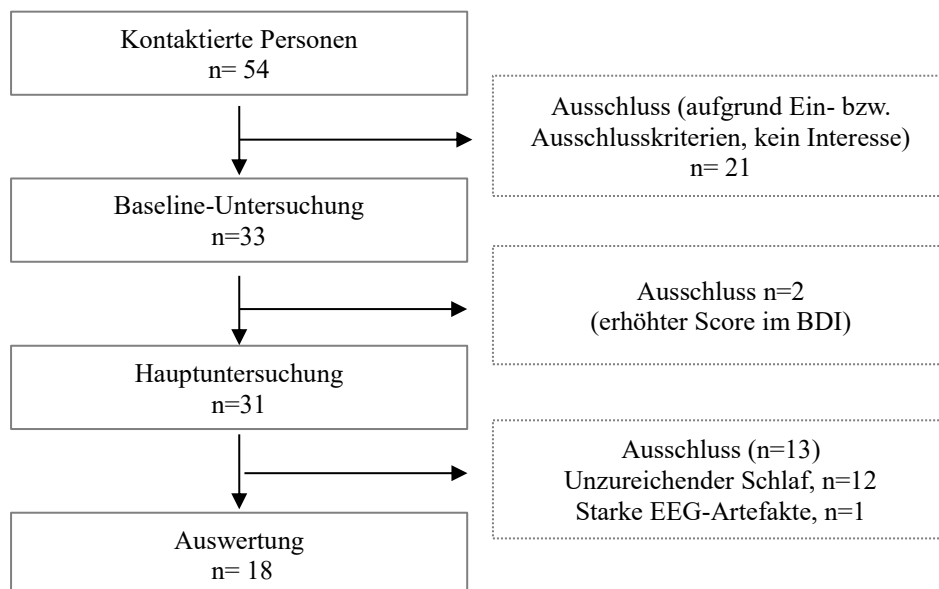 Kontaktierte Personen
n= 54
Ausschluss (aufgrund Ein- bzw.
Ausschlusskriterien, kein Interesse)
n= 21
Baseline-Untersuchung
n=33
Ausschluss n=2
(erhöhter Score im BDI)
Hauptuntersuchung
n=31
Ausschluss (n=13)
Unzureichender Schlaf, n=12
Starke EEG-Artefakte, n=1
Auswertung
n= 18